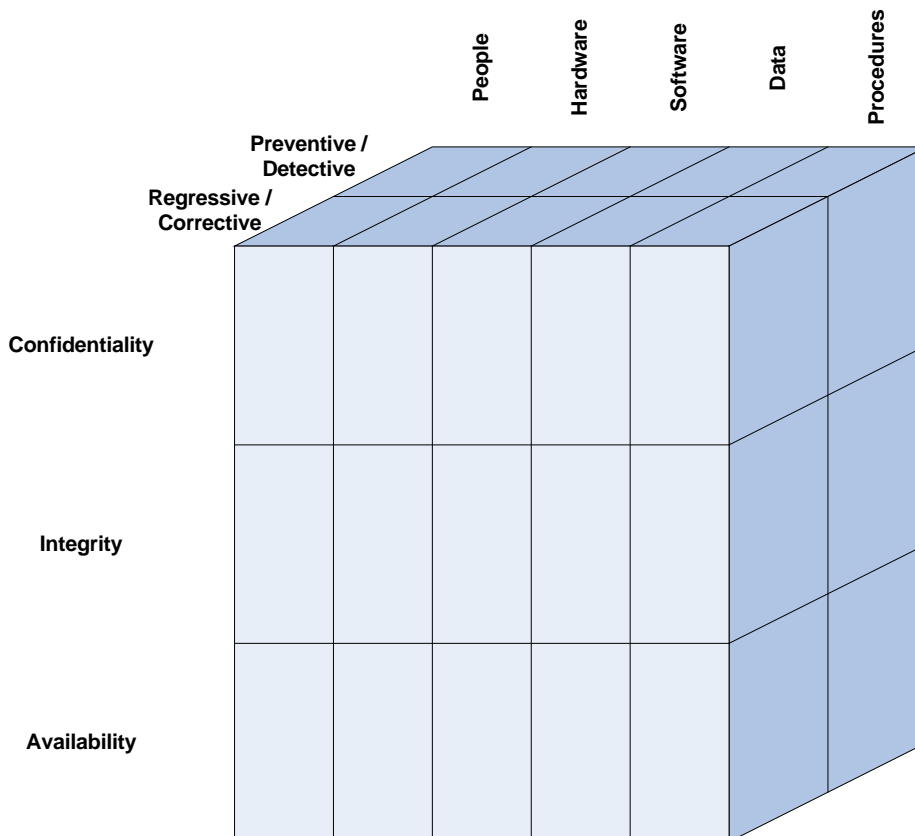 People
Hardware
Software
Data
Procedures
Preventive /
Detective
Regressive /
Corrective
Confidentiality
Integrity
Availability